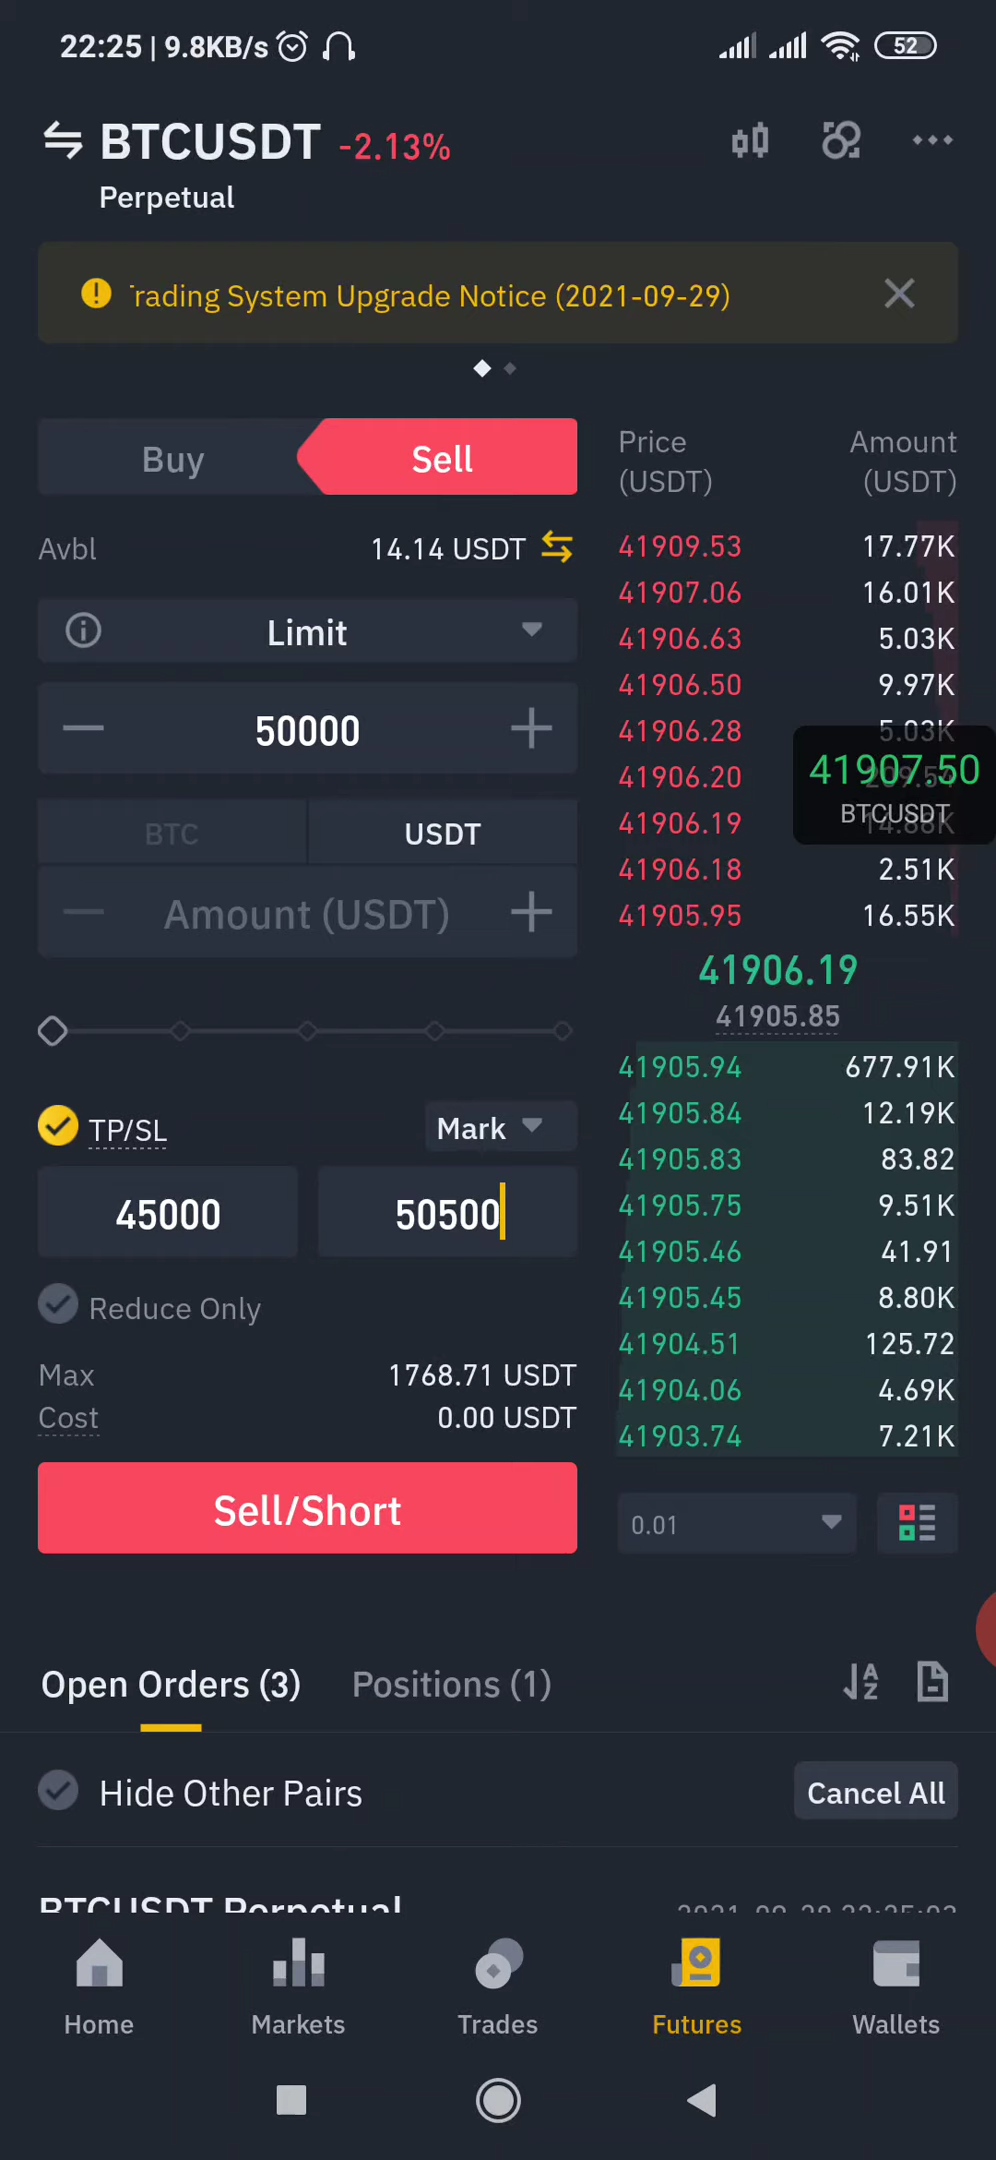 22:25 | 9.8KB/s
52
BTCUSDT -2.13%
Perpetual
rading System Upgrade Notice (2021-09-29)
Buy
Sell
Avbl
14.14 USDT
Limit
50000
BTC
USDT
Amount (USDT)
TP/SL
Mark
45000
50500
Reduce Only
Max
1768.71 USDT
Cost
0.00 USDT
Sell/Short
Price
(USDT)
Amount
(USDT)
41909.53 17.77K
41907.06 16.01K
41906.63 5.03K
41906.50 9.97K
41906.28 5.03K
41906.20
41906.19
41907.50
BTCUSDT
41906.18 2.51K
41905.95 16.55K
41906.19
41905.85
41905.94 677.91K
41905.84 12.19K
41905.83 83.82
41905.75 9.51K
41905.46 41.91
41905.45 8.80K
41904.51 125.72
41904.06 4.69K
41903.74 7.21K
0.01
Open Orders (3)
Positions (1)
Hide Other Pairs
Cancel All
BTCUSDT Perpetual
Home
Markets
Trades
Futures
Wallets